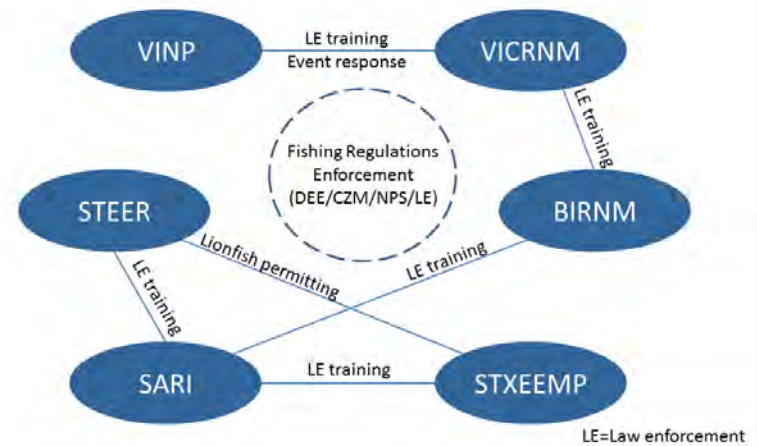 VINP
LE training
Event response
VICRNM
LE training
Fishing Regulations
Enforcement
(DEE/CZM/NPS/LE)
STEER
BIRNM
Lionfish permitting
LE training
LE training
SARI
LE training
STXEEMP
LE=Law enforcement